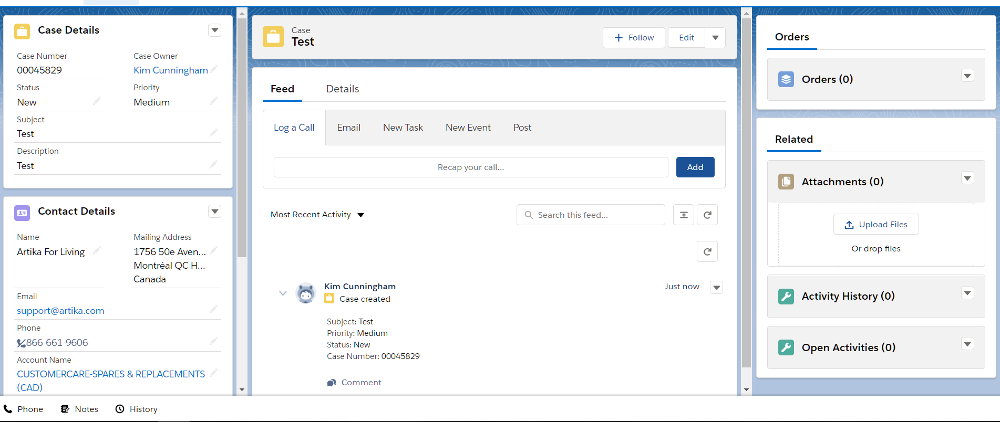 Case Details
Case Number
00045829
Case Owner
Kim Cunningham
Status
New
Priority
Medium
Subject
Test
Description
Test
Contact Details
Name
Artika For Living
Mailing Address
1756 50e Aven...
Montréal QC H...
Canada
Email
support@artika.com
Phone
866-661-9606
Account Name
CUSTOMERCARE-SPARES & REPLACEMENTS
(CAD)
Case
Test
Follow
Edit
Feed
Details
Log a Call
Email
New Task
New Event
Post
Recap your call...
Add
Most Recent Activity
Search this feed...
Kim Cunningham
Case created
Just now
Subject: Test
Priority: Medium
Status: New
Case Number: 00045829
Comment
Orders
Orders (0)
Related
Attachments (0)
Upload Files
Or drop files
Activity History (0)
Open Activities (0)
Phone
Notes
History